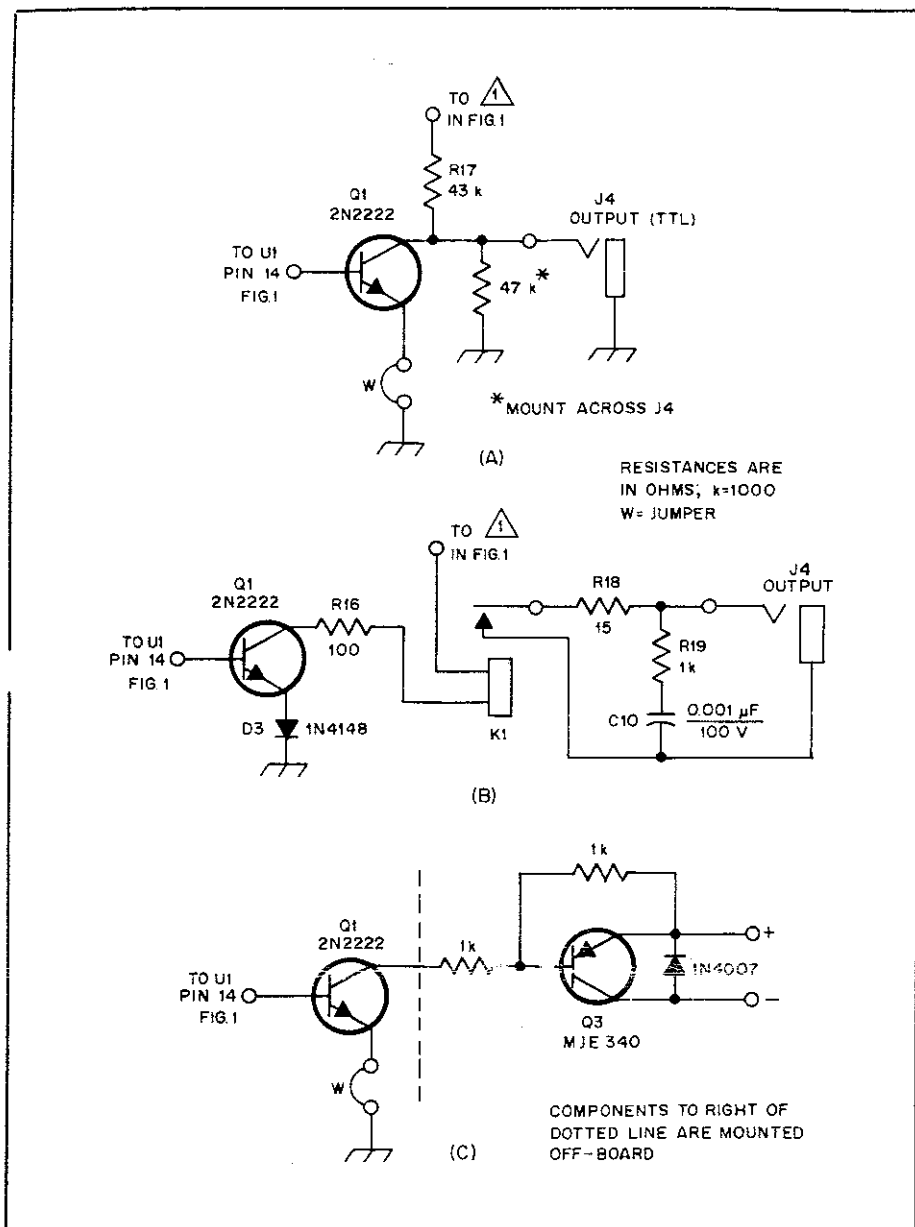 TO 1
IN FIG.1
R17
43 k
Q1
2N2222
J4
OUTPUT (TTL)
TO U1
PIN 14
FIG.1
47 k*
W
*MOUNT ACROSS J4
(A)
RESISTANCES ARE
IN OHMS; k=1000
W= JUMPER
TO 1
IN FIG.1
Q1
2N2222
R16
100
R18
15
J4
OUTPUT
TO U1
PIN 14
FIG. 1
R19
1k
D3
1N4148
K1
C10
0.001 µF
100 V
(B)
1k
Q1
2N2222
1k
+
TO U1
PIN 14
FIG.1
1N4007
−
Q3
MJE 340
W
COMPONENTS TO RIGHT OF
DOTTED LINE ARE MOUNTED
OFF-BOARD
(C)